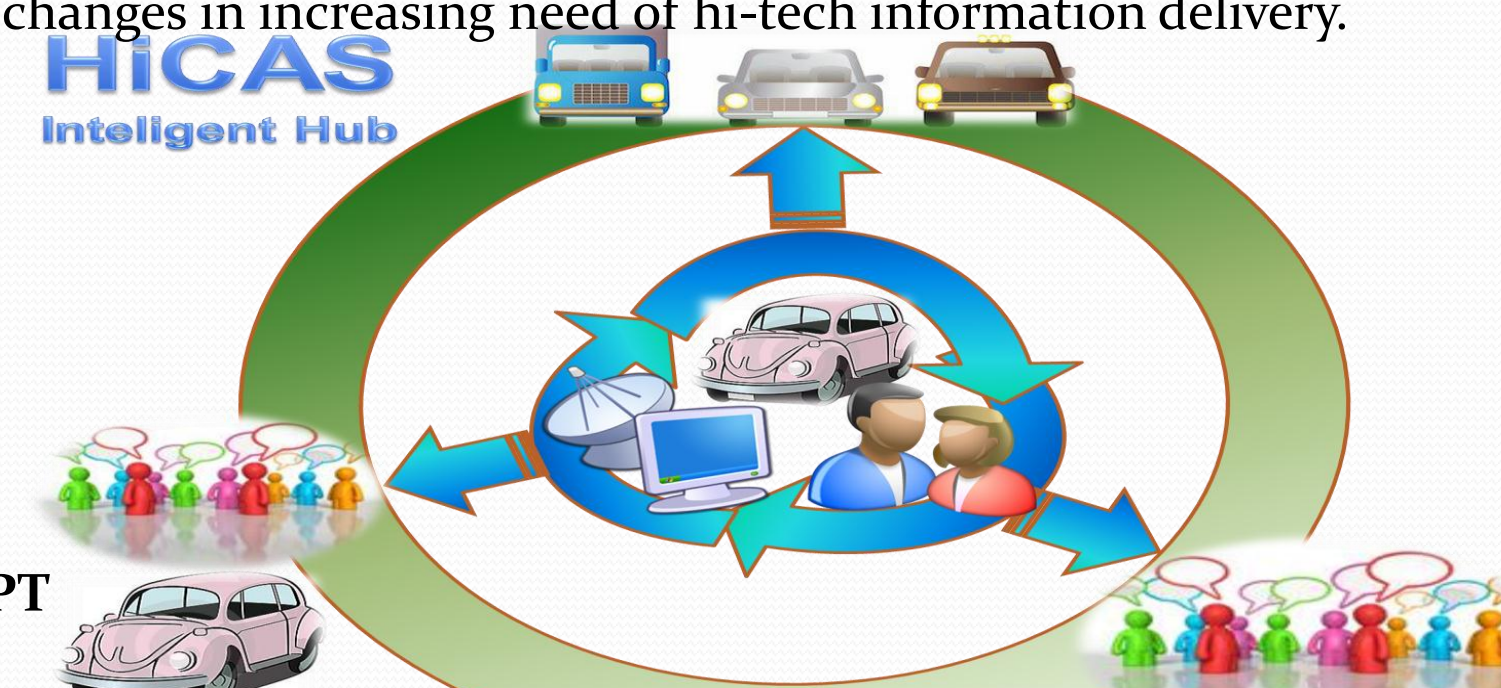 changes in increasing need of hi-tech information delivery.
HiCAS
Inteligent Hub
PT